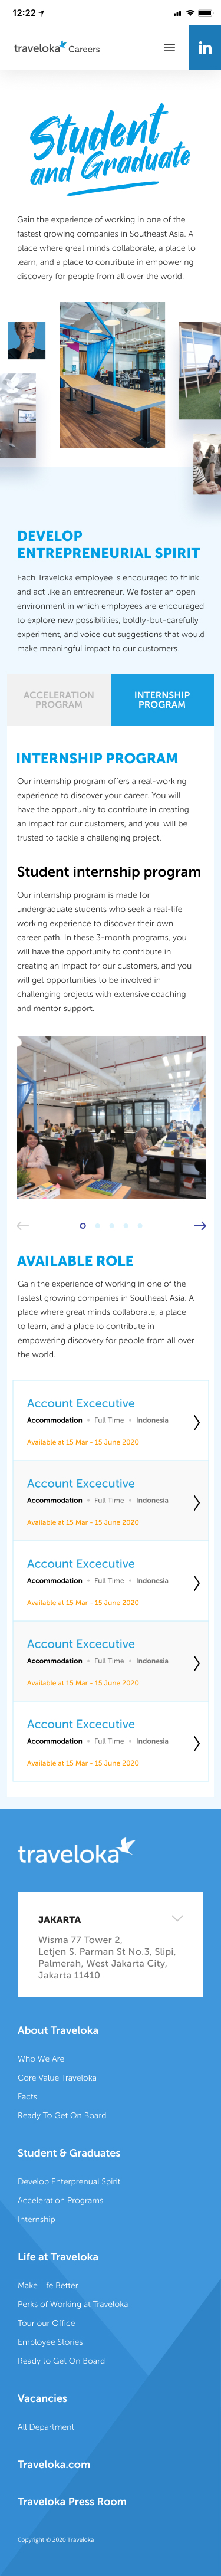 12:22
traveloka Careers
in
Student
and Graduate
Gain the experience of working in one of the
fastest growing companies in Southeast Asia. A
place where great minds collaborate, a place to
learn, and a place to contribute in empowering
discovery for people from all over the world.
DEVELOP
ENTREPRENEURIAL SPIRIT
Each Traveloka employee is encouraged to think
and act like an entrepreneur. We foster an open
environment in which employees are encouraged
to explore new possibilities, boldly-but-carefully
experiment, and voice out suggestions that would
make meaningful impact to our customers.
ACCELERATION
PROGRAM
INTERNSHIP
PROGRAM
INTERNSHIP PROGRAM
Our internship program offers a real-working
experience to discover your career. You will
have the opportunity to contribute in creating
an impact for our customers, and you will be
trusted to tackle a challenging project.
Student internship program
Our internship program is made for
undergraduate students who seek a real-life
working experience to discover their own
career path. In these 3-month programs, you
will have the opportunity to contribute in
creating an impact for our customers, and you
will get opportunities to be involved in
challenging projects with extensive coaching
and mentor support.
AVAILABLE ROLE
Gain the experience of working in one of the
fastest growing companies in Southeast Asia. A
place where great minds collaborate, a place
to learn, and a place to contribute in
empowering discovery for people from all over
the world.
Account Excecutive
Accommodation • Full Time • Indonesia
Available at 15 Mar - 15 June 2020
Account Excecutive
Accommodation • Full Time • Indonesia
Available at 15 Mar - 15 June 2020
Account Excecutive
Accommodation • Full Time • Indonesia
Available at 15 Mar - 15 June 2020
Account Excecutive
Accommodation • Full Time • Indonesia
Available at 15 Mar - 15 June 2020
Account Excecutive
Accommodation • Full Time • Indonesia
Available at 15 Mar - 15 June 2020
traveloka
JAKARTA
Wisma 77 Tower 2,
Letjen S. Parman St No.3, Slipi,
Palmerah, West Jakarta City,
Jakarta 11410
About Traveloka
Who We Are
Core Value Traveloka
Facts
Ready To Get On Board
Student & Graduates
Develop Enterprenual Spirit
Acceleration Programs
Internship
Life at Traveloka
Make Life Better
Perks of Working at Traveloka
Tour our Office
Employee Stories
Ready to Get On Board
Vacancies
All Department
Traveloka.com
Traveloka Press Room
Copyright © 2020 Traveloka